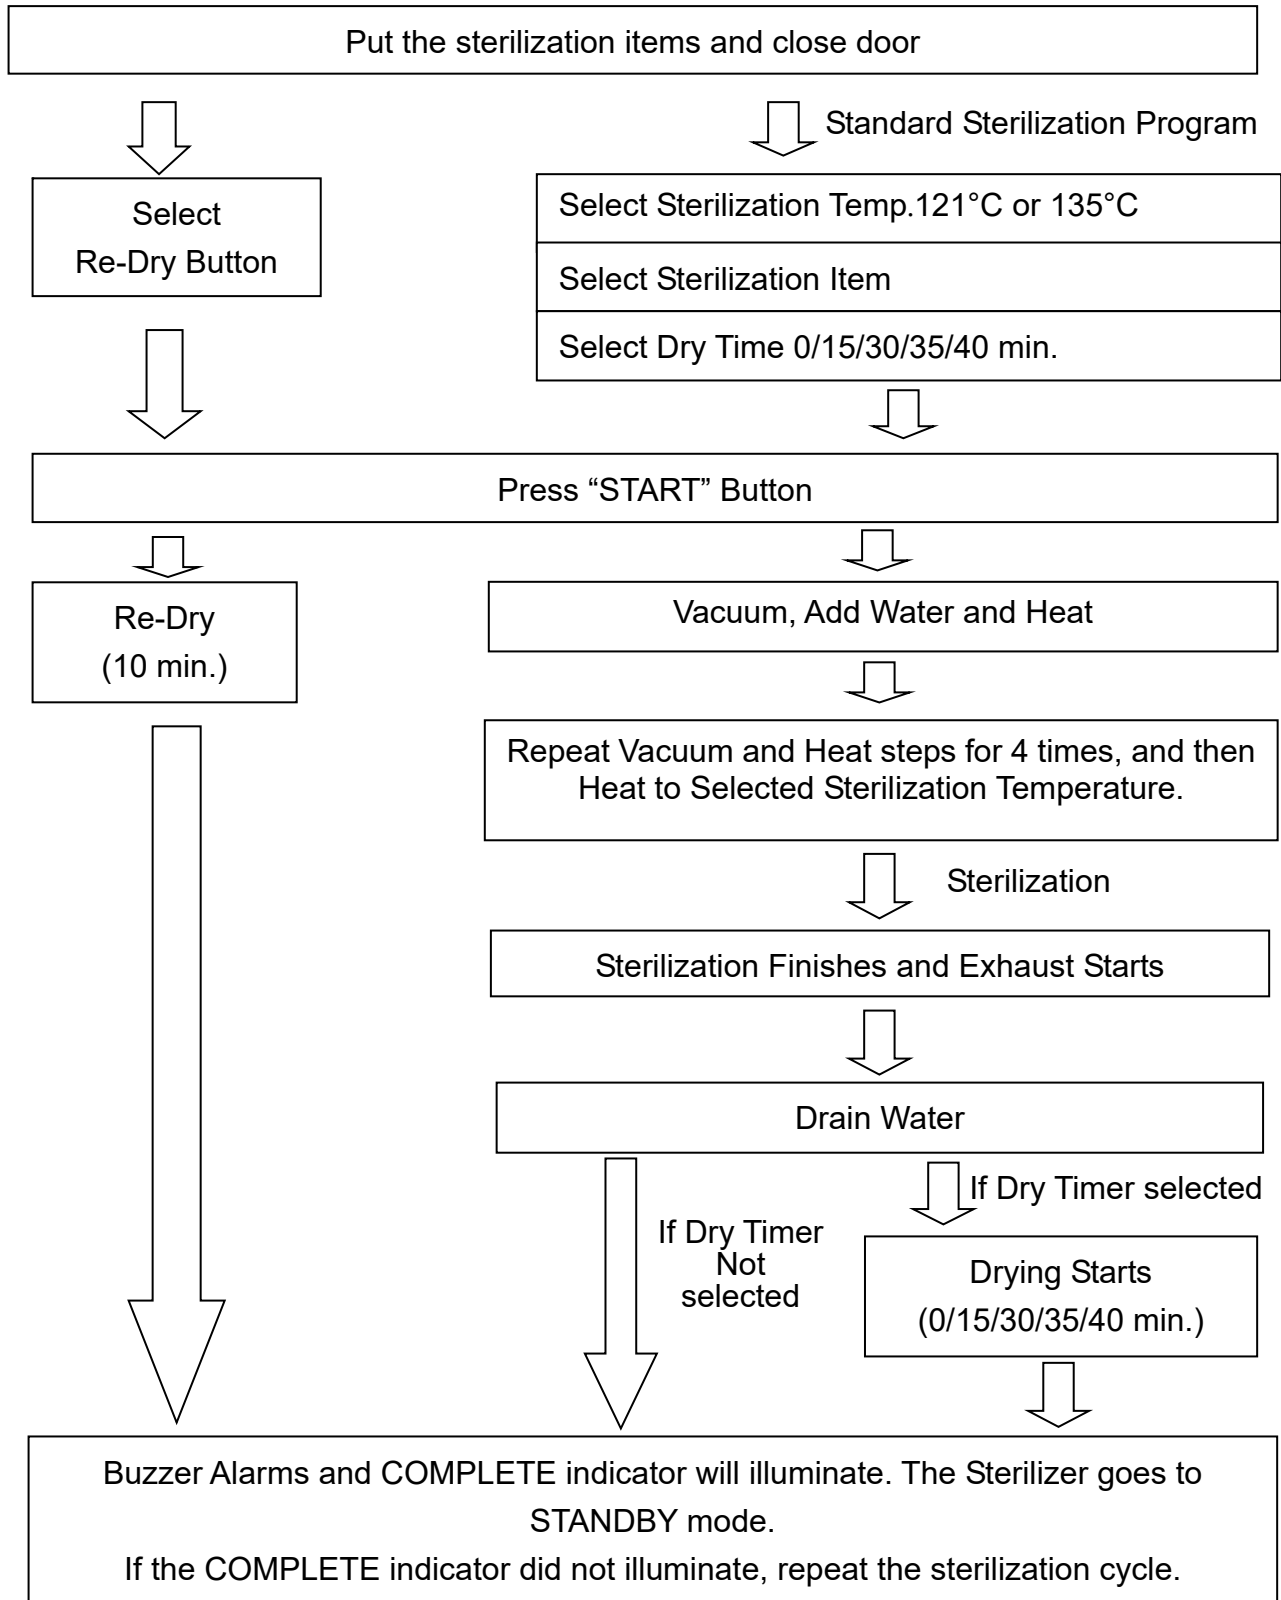 Put the sterilization items and close door
Standard Sterilization Program
Select
Re-Dry Button
Select Sterilization Temp.121°C or 135°C
Select Sterilization Item
Select Dry Time 0/15/30/35/40 min.
Press “START” Button
Re-Dry
(10 min.)
Vacuum, Add Water and Heat
Repeat Vacuum and Heat steps for 4 times, and then
Heat to Selected Sterilization Temperature.
Sterilization
Sterilization Finishes and Exhaust Starts
Drain Water
If Dry Timer
Not
selected
If Dry Timer selected
Drying Starts
(0/15/30/35/40 min.)
Buzzer Alarms and COMPLETE indicator will illuminate. The Sterilizer goes to
STANDBY mode.
If the COMPLETE indicator did not illuminate, repeat the sterilization cycle.